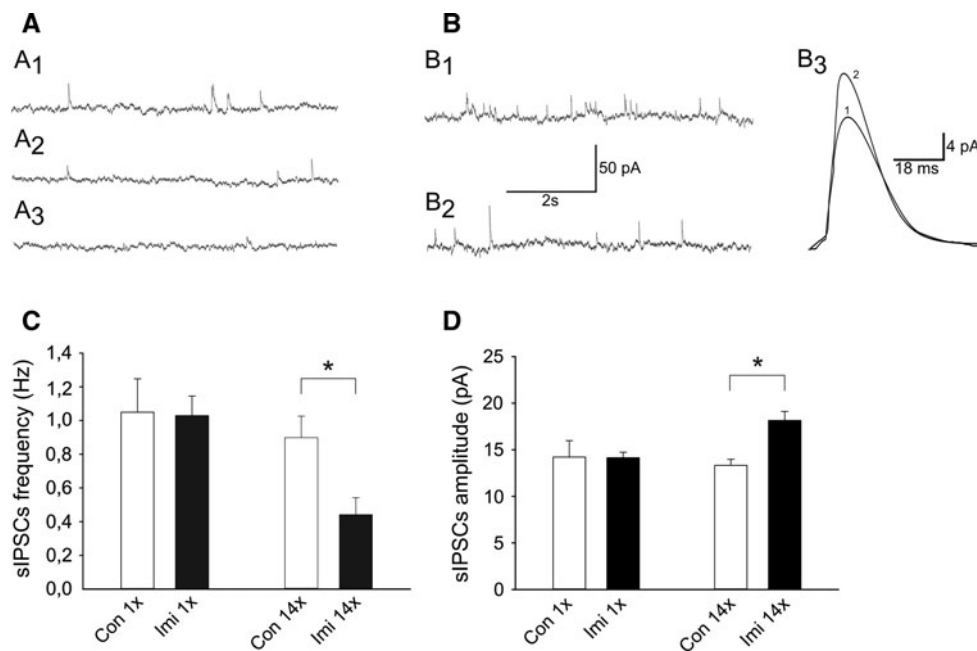 A
B
A1
B1
B3
2
1
4 pA
18 ms
A2
50 pA
2s
A3
B2
C
sIPSCs frequency (Hz)
1,4
1,2
1,0
0,8
0,6
0,4
0,2
0,0
*
Con 1x
Imi 1x
Con 14x
Imi 14x
D
sIPSCs amplitude (pA)
25
20
15
10
5
0
*
Con 1x
Imi 1x
Con 14x
Imi 14x